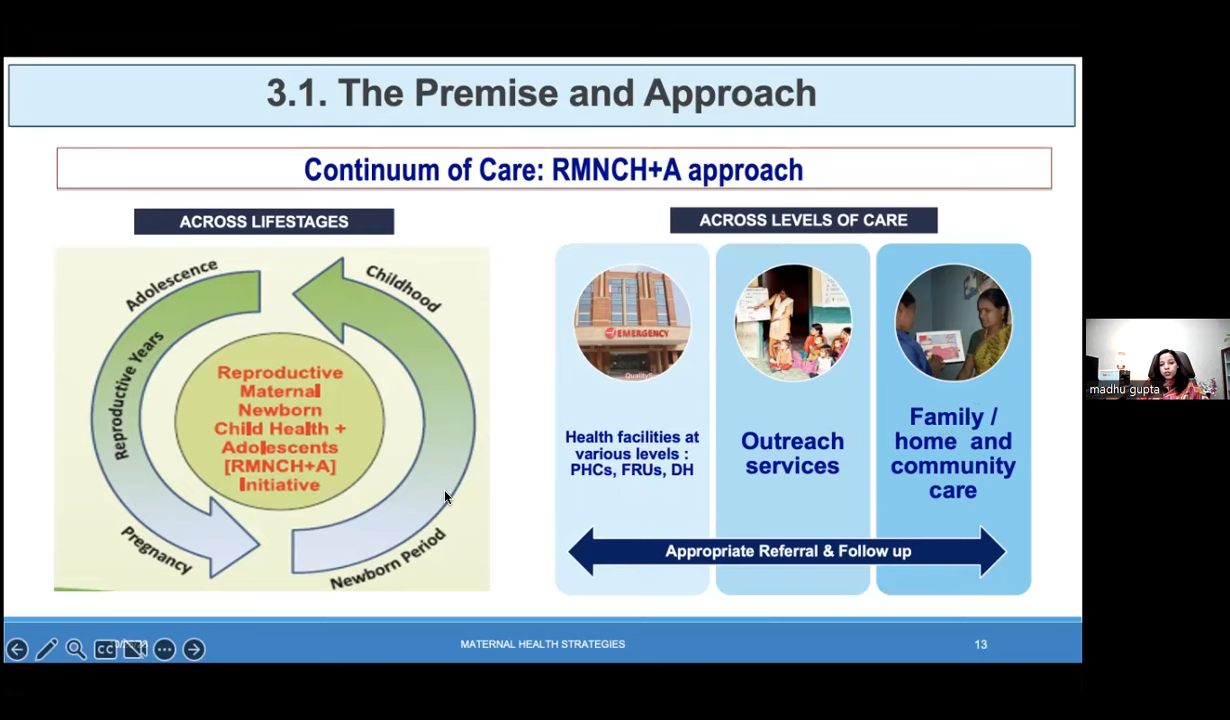 3.1. The Premise and Approach
Continuum of Care: RMNCH+A approach
ACROSS LIFESTAGES
Adolescence
Childhood
Reproductive Years
Reproductive
Maternal
Newborn
Child Health +
Adolescents
[RMNCH+A]
Initiative
Pregnancy
Newborn Period
ACROSS LEVELS OF CARE
EMERGENCY
Health facilities at
various levels :
PHCs, FRUs, DH
Outreach
services
Family /
home and
community
care
Appropriate Referral & Follow up
madhu gupta
CC
MATERNAL HEALTH STRATEGIES
13